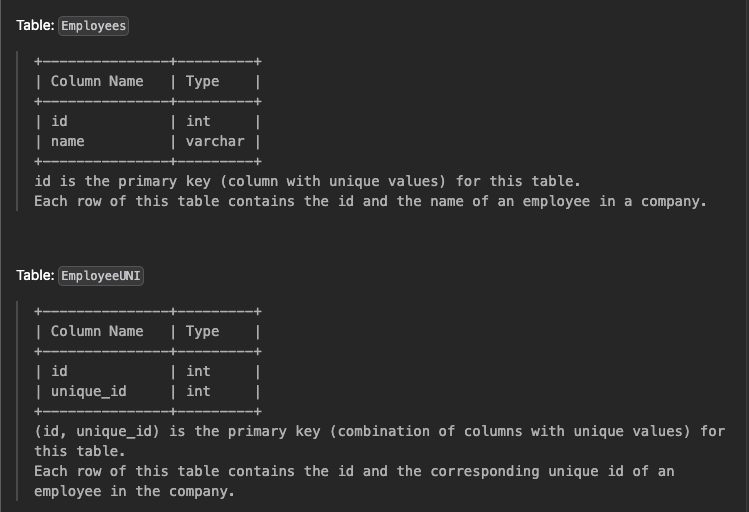 Table: Employees
+---------------+---------+
| Column Name   | Type    |
+---------------+---------+
| id            | int     |
| name          | varchar |
+---------------+---------+
id is the primary key (column with unique values) for this table.
Each row of this table contains the id and the name of an employee in a company.
Table: EmployeeUNI
+---------------+---------+
| Column Name   | Type    |
+---------------+---------+
| id            | int     |
| unique_id     | int     |
+---------------+---------+
(id, unique_id) is the primary key (combination of columns with unique values) for
this table.
Each row of this table contains the id and the corresponding unique id of an
employee in the company.